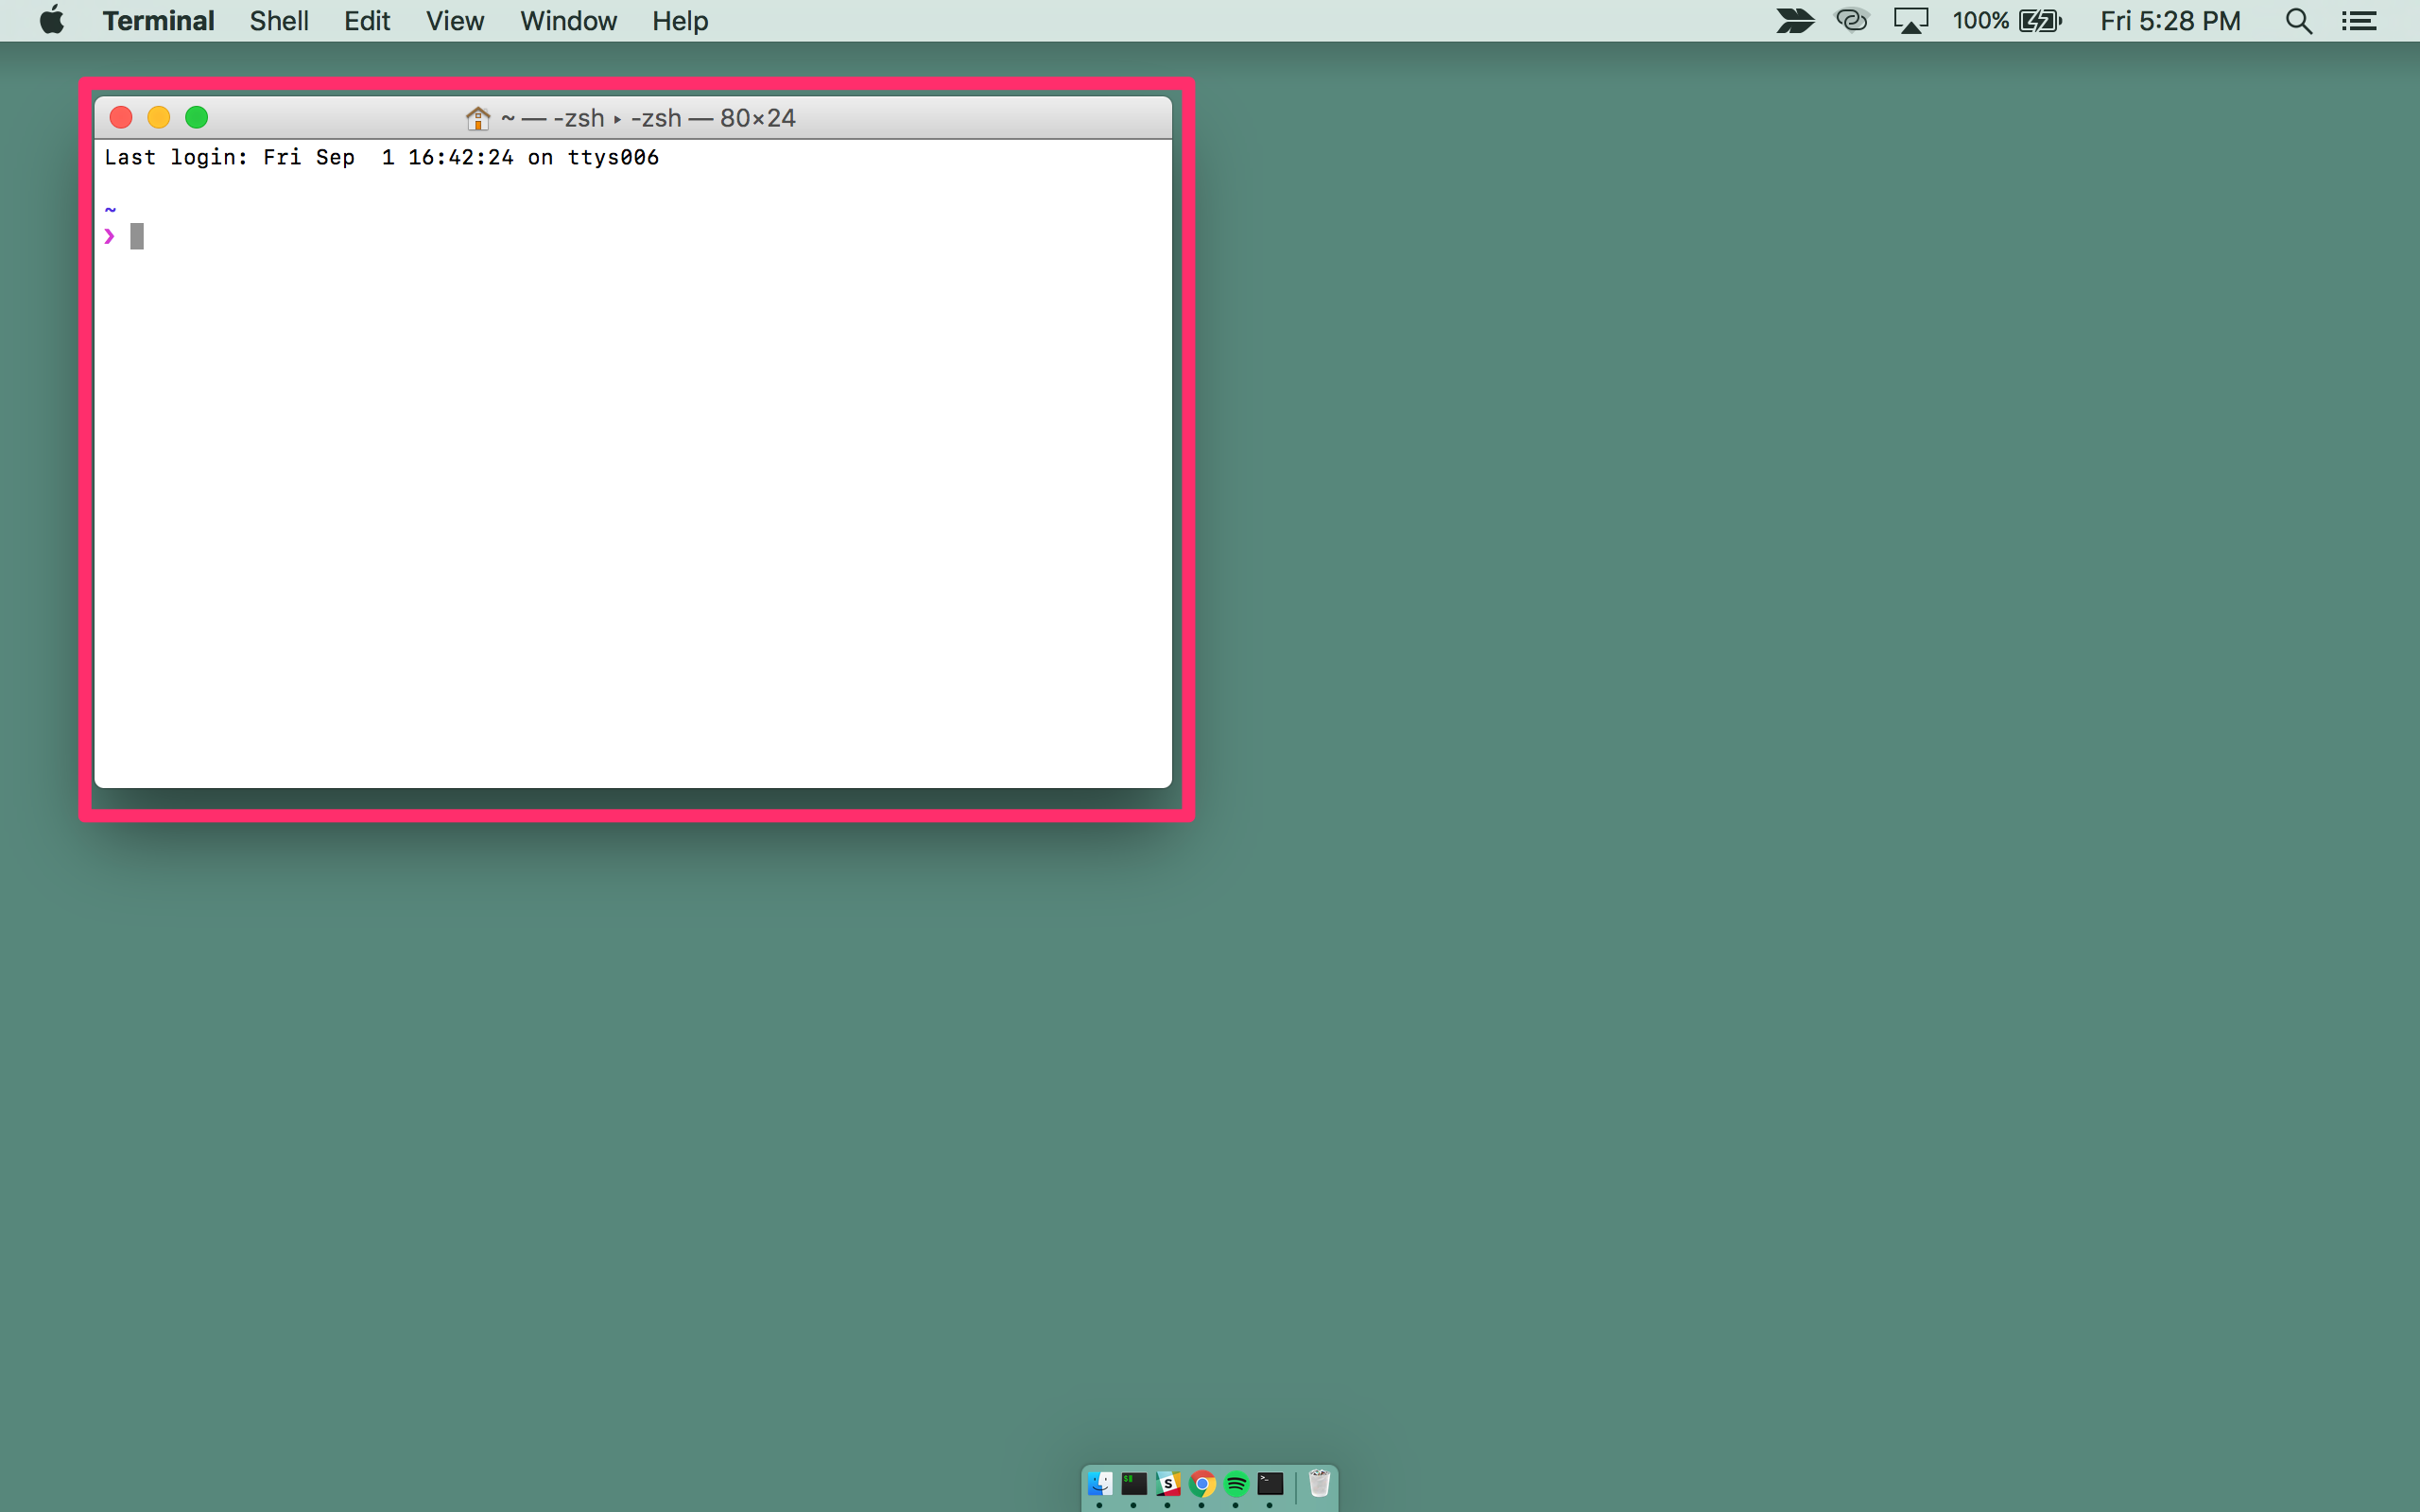 Terminal Shell Edit View Window Help 100% Fri 5:28 PM
~ — -zsh ▸ -zsh — 80×24
Last login: Fri Sep  1 16:42:24 on ttys006
~
❯